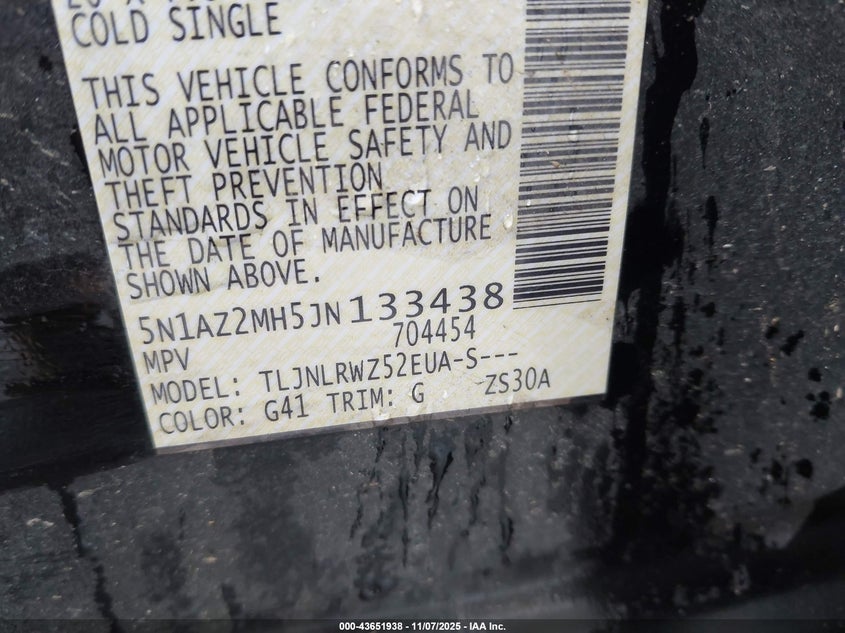 COLD SINGLE
THIS VEHICLE CONFORMS TO
ALL APPLICABLE FEDERAL
MOTOR VEHICLE SAFETY AND
THEFT PREVENTION
STANDARDS IN EFFECT ON
THE DATE OF MANUFACTURE
SHOWN ABOVE.
5N1AZ2MH5JN133438
704454
MPV
MODEL: TLJNLRWZ52EUA-S---
COLOR: G41 TRIM: G ZS30A
000-43651938 - 11/07/2025 - IAA Inc.